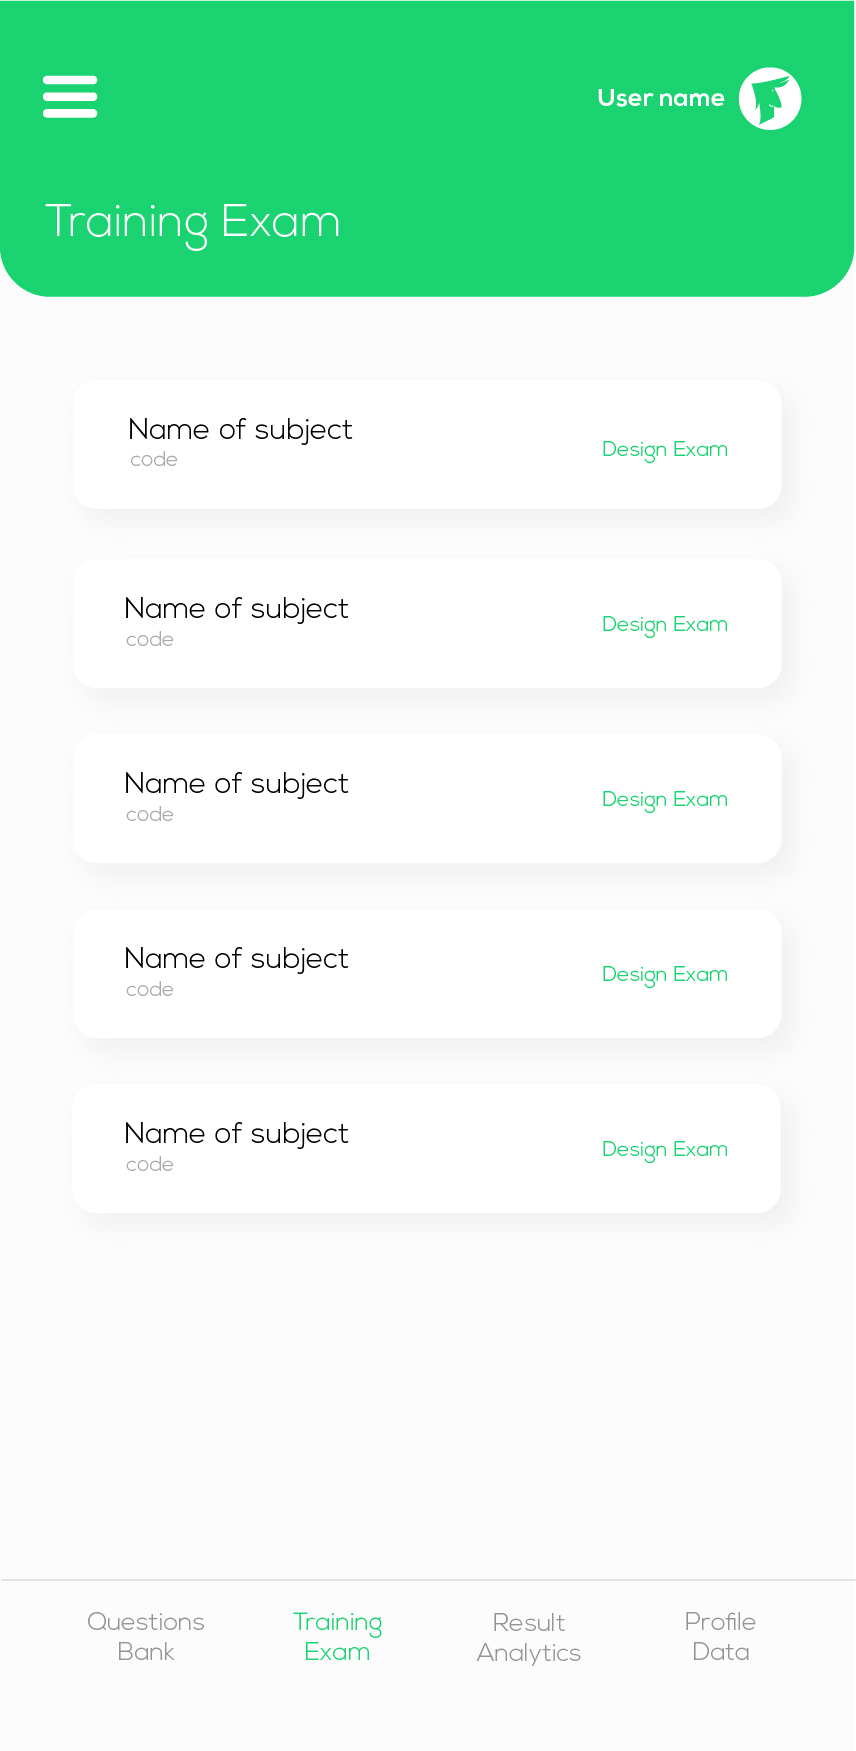 User name
Training Exam
Name of subject
code
Design Exam
Name of subject
code
Design Exam
Name of subject
code
Design Exam
Name of subject
code
Design Exam
Name of subject
code
Design Exam
Questions
Bank
Training
Exam
Result
Analytics
Profile
Data